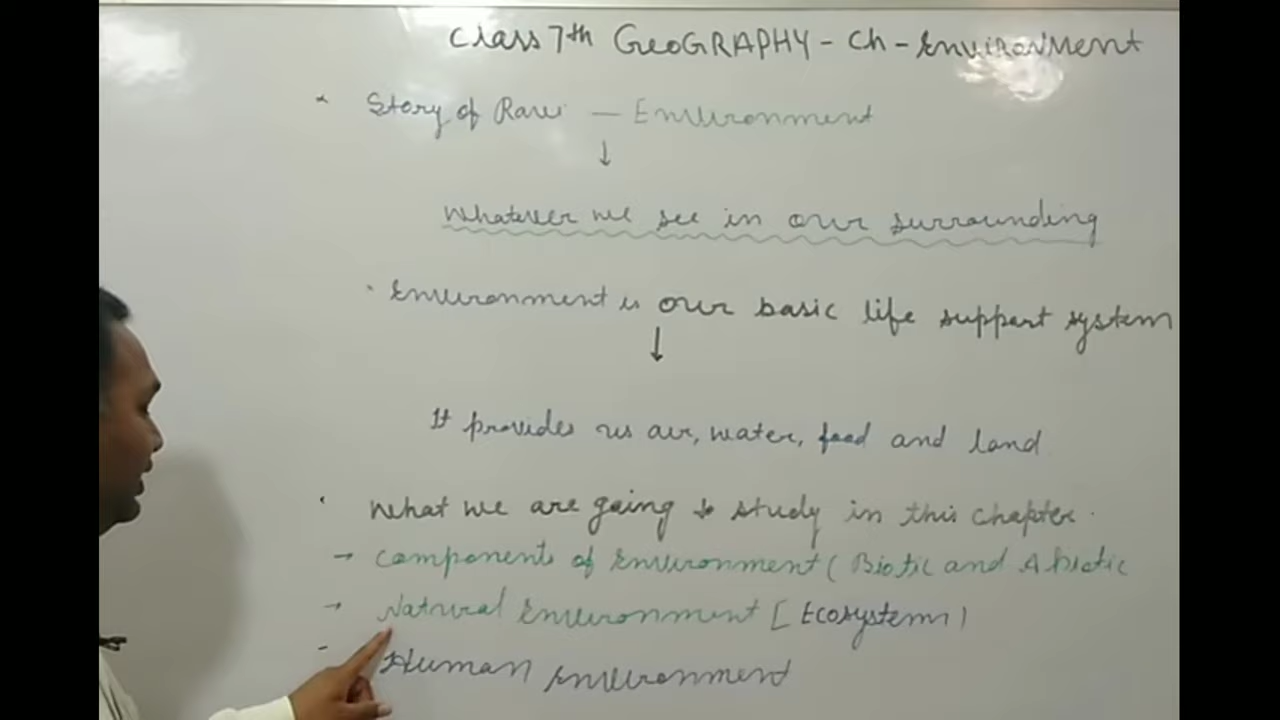 Class 7th GEOGRAPHY - Ch - Environment
Story of Ravi — Environment
↓
Whatever we see in our surrounding
Environment is our basic life support system
↓
It provides us air, water, food and land
What we are going to study in this chapter.
→ Components of Environment ( Biotic and Abiotic
→ Natural Environment [ Ecosystem )
- Human Environment